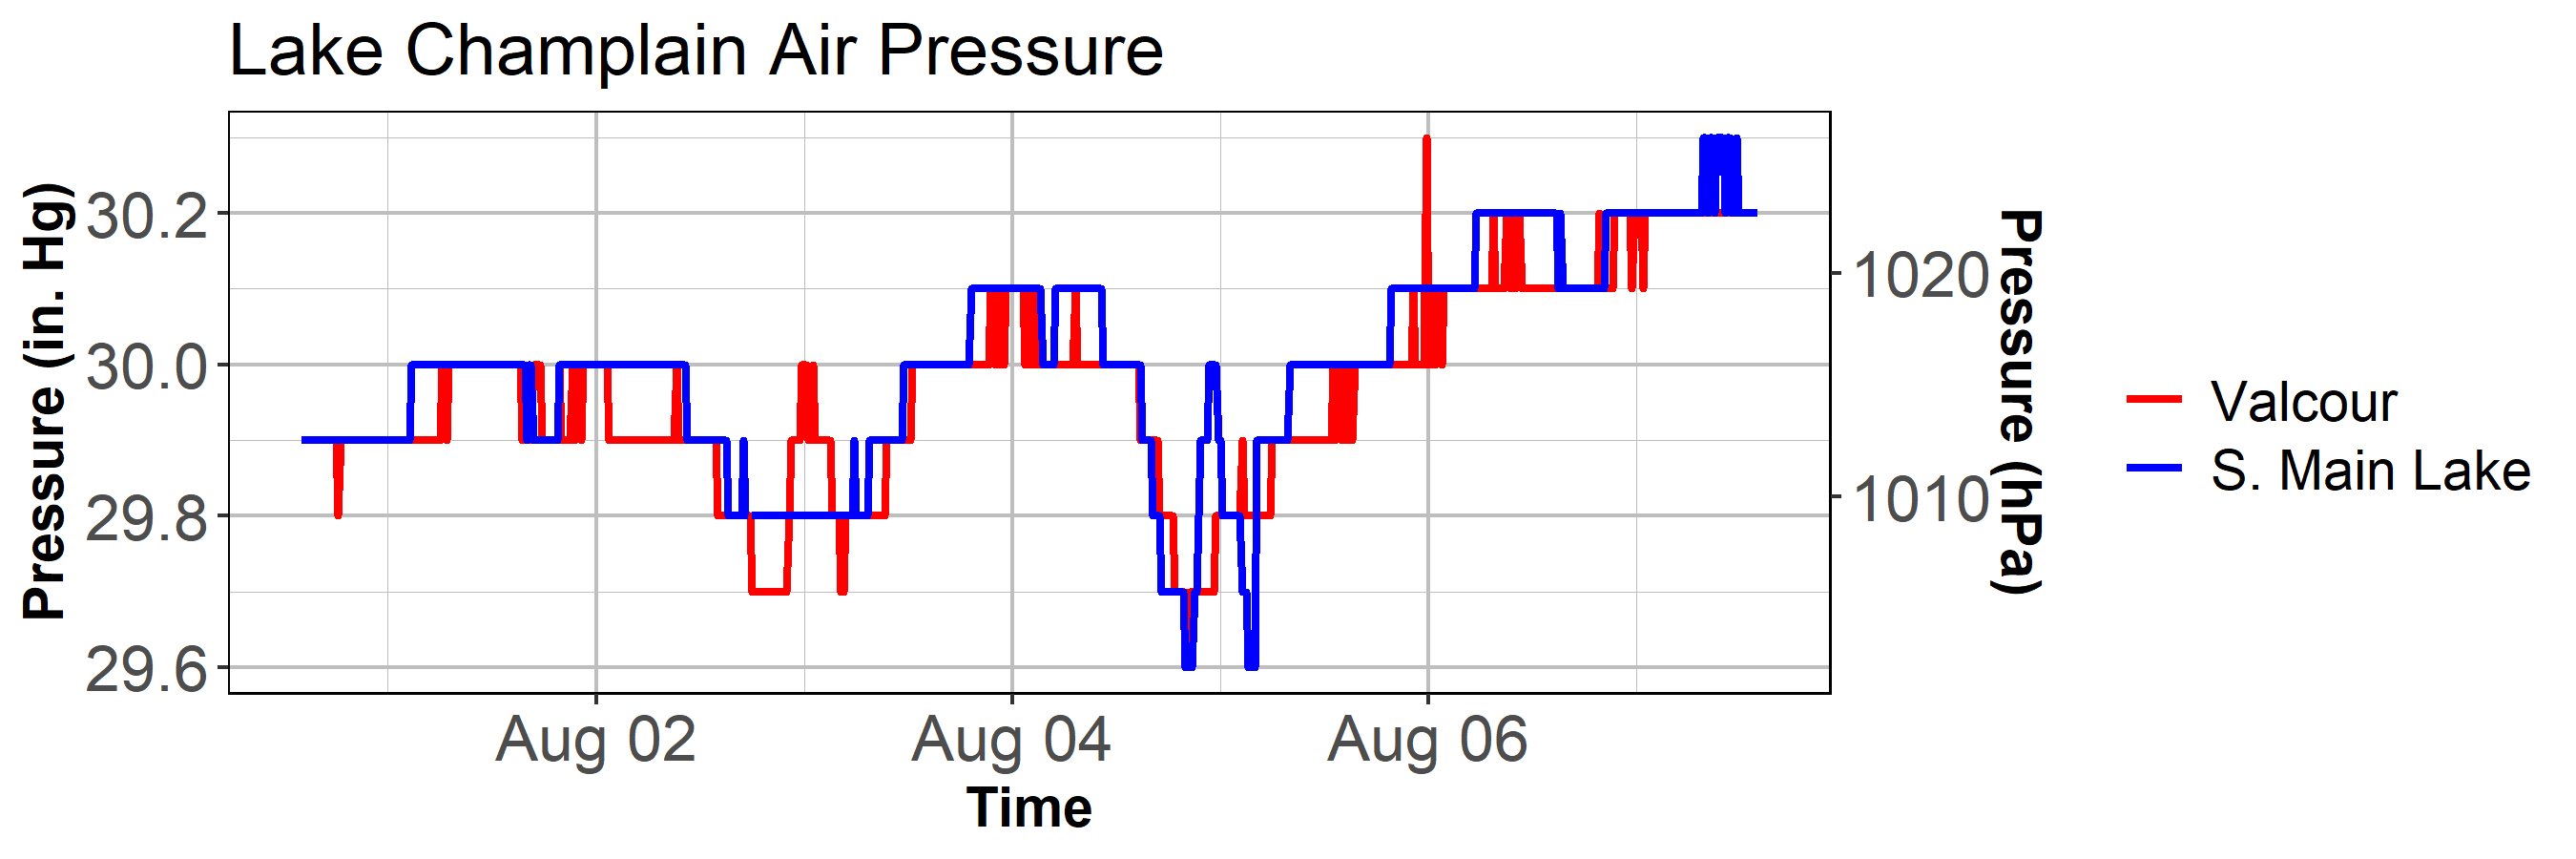 Lake Champlain Air Pressure
Pressure (in. Hg)
30.2
30.0
29.8
29.6
1020
1010
Pressure (hPa)
Valcour
S. Main Lake
Aug 02
Aug 04
Aug 06
Time